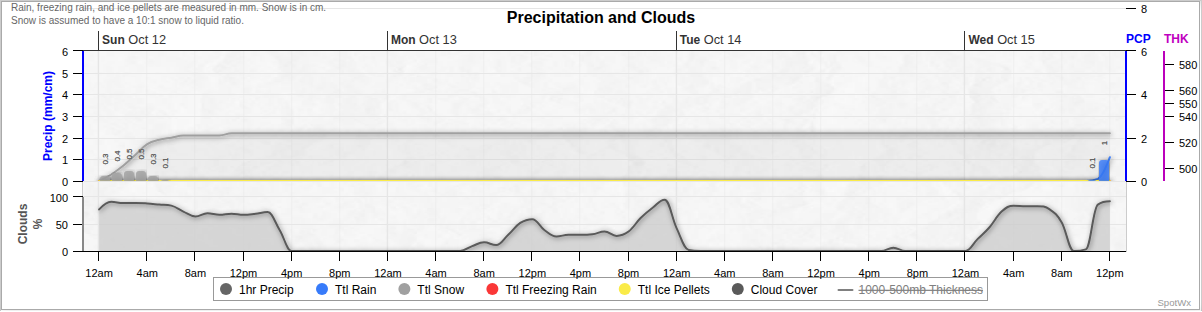 Rain, freezing rain, and ice pellets are measured in mm. Snow is in cm.
Snow is assumed to have a 10:1 snow to liquid ratio.
Precipitation and Clouds
Sun Oct 12 Mon Oct 13 Tue Oct 14 Wed Oct 15
PCP THK
Precip (mm/cm)
6
5
4
3
2
1
0
8
6
4
2
0
580
560
550
540
520
500
0.3 0.4 0.5 0.5 0.3 0.1 0.1 1
Clouds
%
100
50
0
12am 4am 8am 12pm 4pm 8pm 12am 4am 8am 12pm 4pm 8pm 12am 4am 8am 12pm 4pm 8pm 12am 4am 8am 12pm
1hr Precip Ttl Rain Ttl Snow Ttl Freezing Rain Ttl Ice Pellets Cloud Cover 1000-500mb Thickness
SpotWx